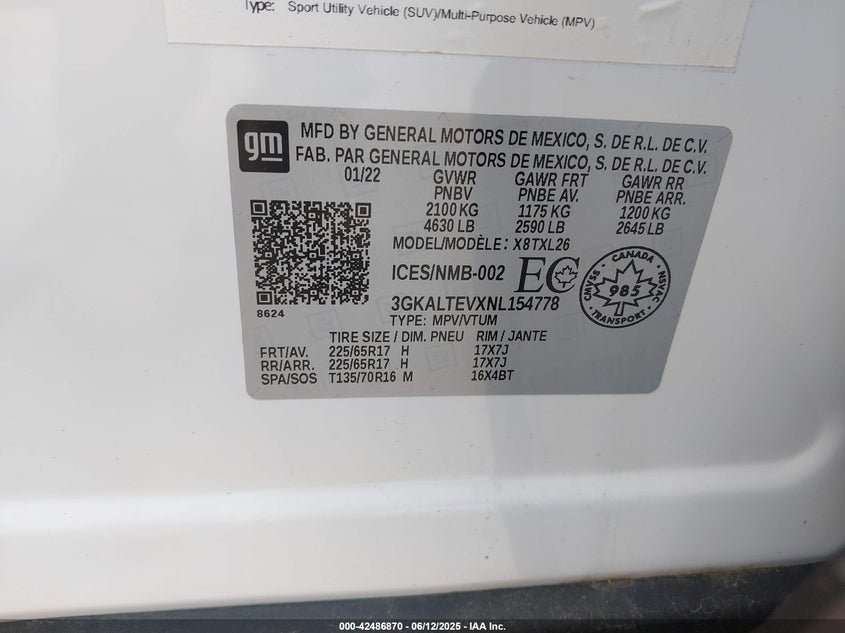 Type: Sport Utility Vehicle (SUV)/Multi-Purpose Vehicle (MPV)
gm
MFD BY GENERAL MOTORS DE MEXICO, S. DE R.L. DE C.V.
FAB. PAR GENERAL MOTORS DE MEXICO, S. DE R.L. DE C.V.
01/22 GVWR GAWR FRT GAWR RR
PNBV PNBE AV. PNBE ARR.
2100 KG 1175 KG 1200 KG
4630 LB 2590 LB 2645 LB
MODEL/MODÈLE: X8TXL26
ICES/NMB-002 EC
CANADA
CMVSS - NSVAC
985
TRANSPORT
3GKALTEVXNL154778
8624
TYPE: MPV/VTUM
TIRE SIZE / DIM. PNEU RIM / JANTE
FRT/AV. 225/65R17 H 17X7J
RR/ARR. 225/65R17 H 17X7J
SPA/SOS T135/70R16 M 16X4BT
000-42486870 - 06/12/2025 - IAA Inc.